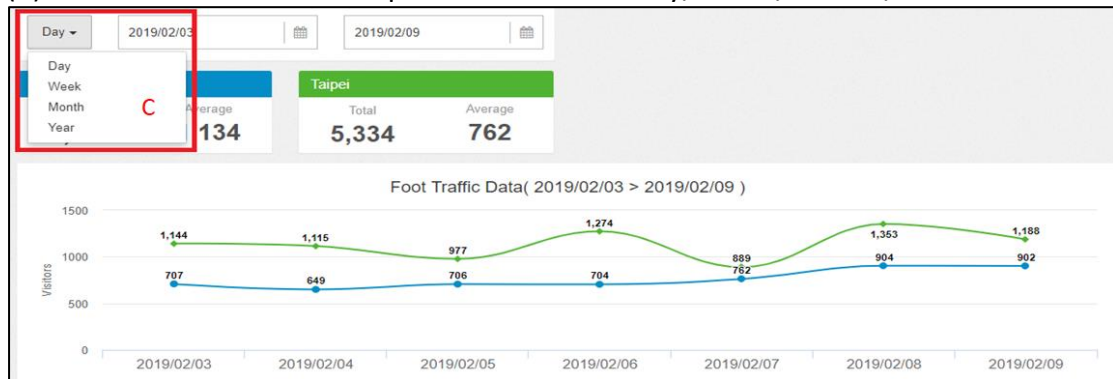 Day 2019/02/03 2019/02/09
Day
Week
Month
Year
C
Average
134
Taipei
Total Average
5,334 762
Foot Traffic Data( 2019/02/03 > 2019/02/09 )
Visitors
1500
1000
500
0
1,144 1,115 977 1,274 889 1,353 1,188
707 649 706 704 762 904 902
2019/02/03 2019/02/04 2019/02/05 2019/02/06 2019/02/07 2019/02/08 2019/02/09